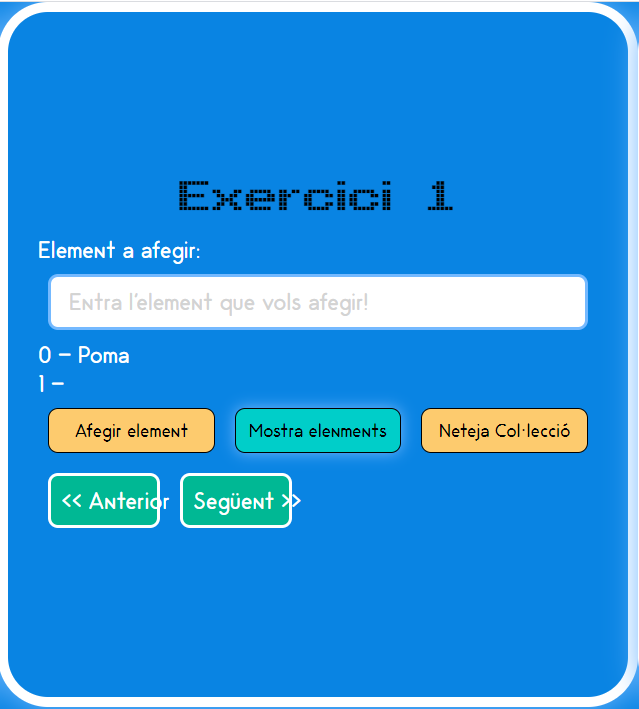 Exercici 1
Element a afegir:
Entra l'element que vols afegir!
0 - Poma
1 -
Afegir element Mostra elenments Neteja Col·lecció
<< Anterior Següent >>